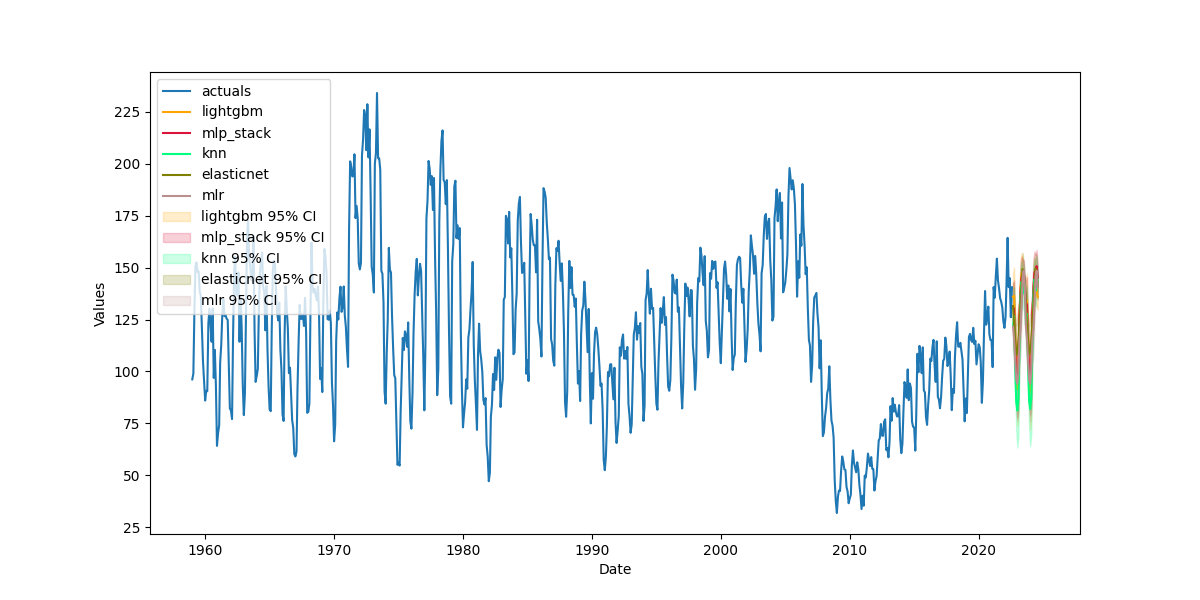 actuals
lightgbm
mlp_stack
knn
elasticnet
mlr
lightgbm 95% CI
mlp_stack 95% CI
knn 95% CI
elasticnet 95% CI
mlr 95% CI
Values
225
200
175
150
125
100
75
50
25
1960 1970 1980 1990 2000 2010 2020
Date